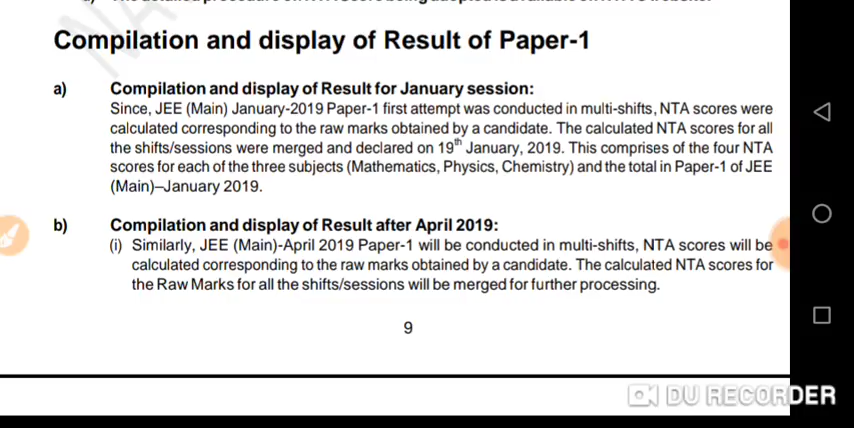 Compilation and display of Result of Paper-1
a) Compilation and display of Result for January session:
Since, JEE (Main) January-2019 Paper-1 first attempt was conducted in multi-shifts, NTA scores were
calculated corresponding to the raw marks obtained by a candidate. The calculated NTA scores for all
the shifts/sessions were merged and declared on 19th January, 2019. This comprises of the four NTA
scores for each of the three subjects (Mathematics, Physics, Chemistry) and the total in Paper-1 of JEE
(Main)–January 2019.
b) Compilation and display of Result after April 2019:
(i) Similarly, JEE (Main)-April 2019 Paper-1 will be conducted in multi-shifts, NTA scores will be
calculated corresponding to the raw marks obtained by a candidate. The calculated NTA scores for
the Raw Marks for all the shifts/sessions will be merged for further processing.
9
DU RECORDER